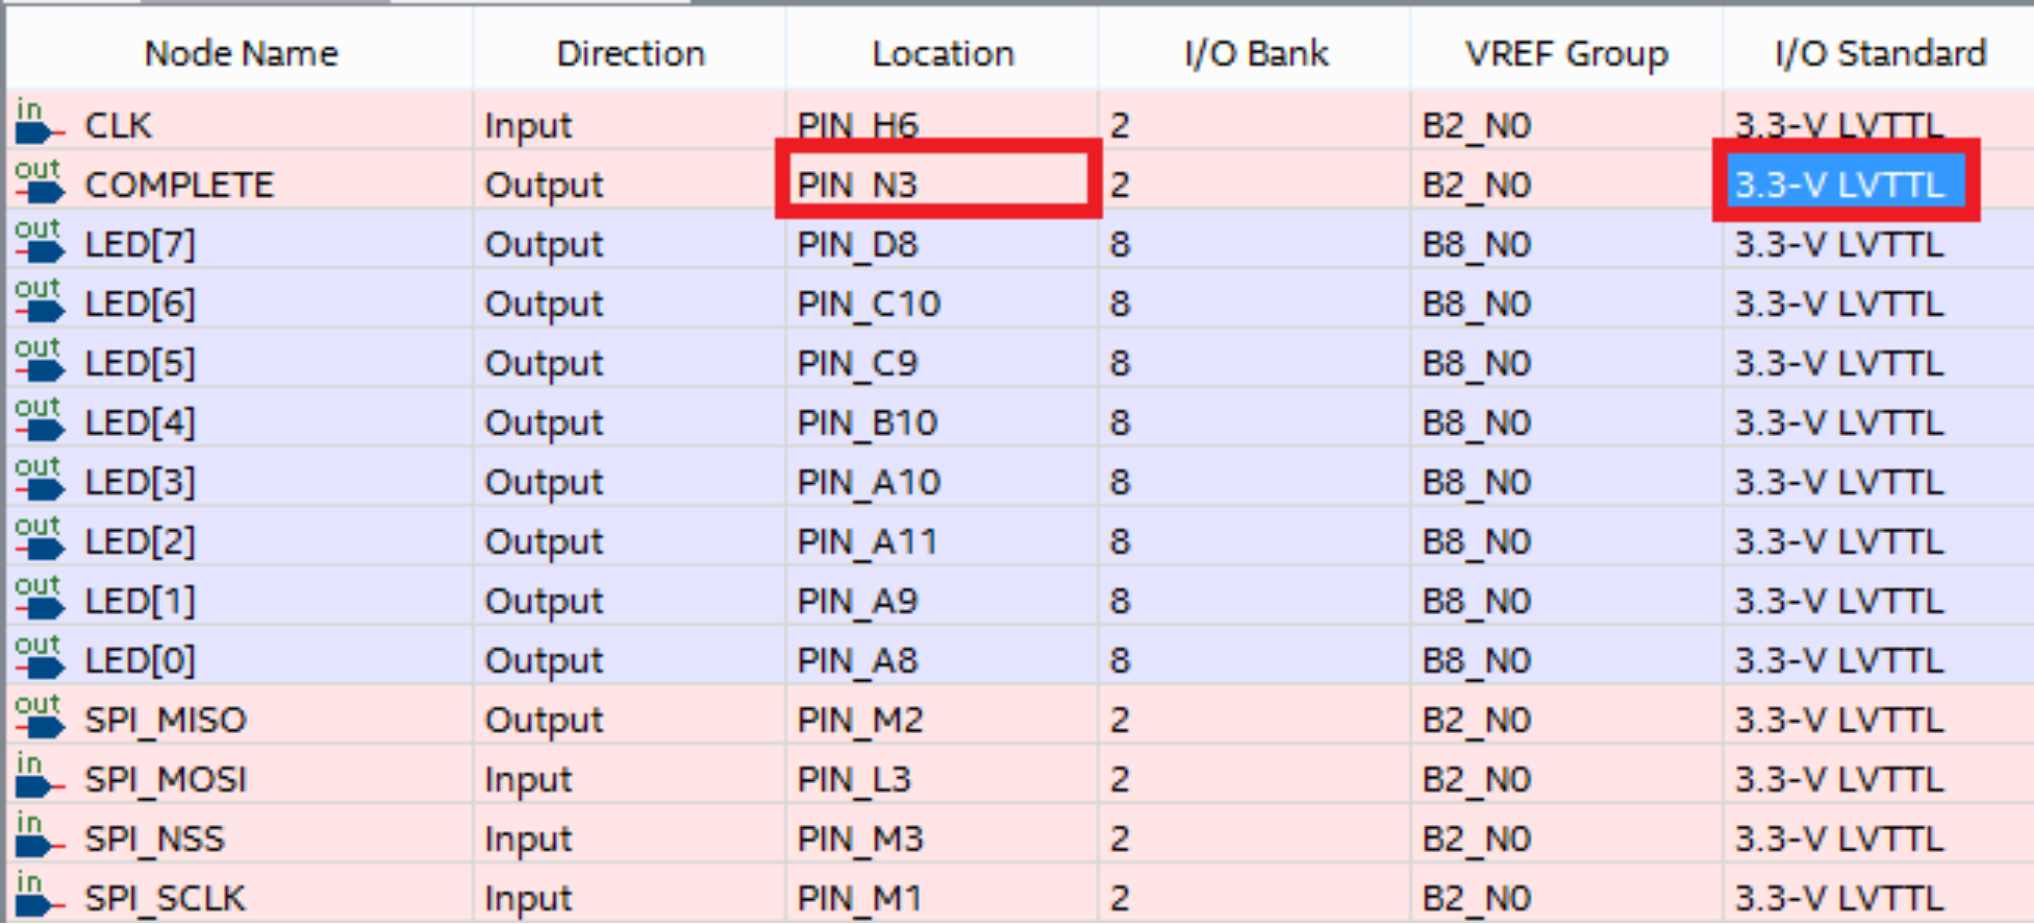 Node Name Direction Location I/O Bank VREF Group I/O Standard
in CLK Input PIN_H6 2 B2_N0 3.3-V LVTTL
out COMPLETE Output PIN_N3 2 B2_N0 3.3-V LVTTL
out LED[7] Output PIN_D8 8 B8_N0 3.3-V LVTTL
out LED[6] Output PIN_C10 8 B8_N0 3.3-V LVTTL
out LED[5] Output PIN_C9 8 B8_N0 3.3-V LVTTL
out LED[4] Output PIN_B10 8 B8_N0 3.3-V LVTTL
out LED[3] Output PIN_A10 8 B8_N0 3.3-V LVTTL
out LED[2] Output PIN_A11 8 B8_N0 3.3-V LVTTL
out LED[1] Output PIN_A9 8 B8_N0 3.3-V LVTTL
out LED[0] Output PIN_A8 8 B8_N0 3.3-V LVTTL
out SPI_MISO Output PIN_M2 2 B2_N0 3.3-V LVTTL
in SPI_MOSI Input PIN_L3 2 B2_N0 3.3-V LVTTL
in SPI_NSS Input PIN_M3 2 B2_N0 3.3-V LVTTL
in SPI_SCLK Input PIN_M1 2 B2_N0 3.3-V LVTTL